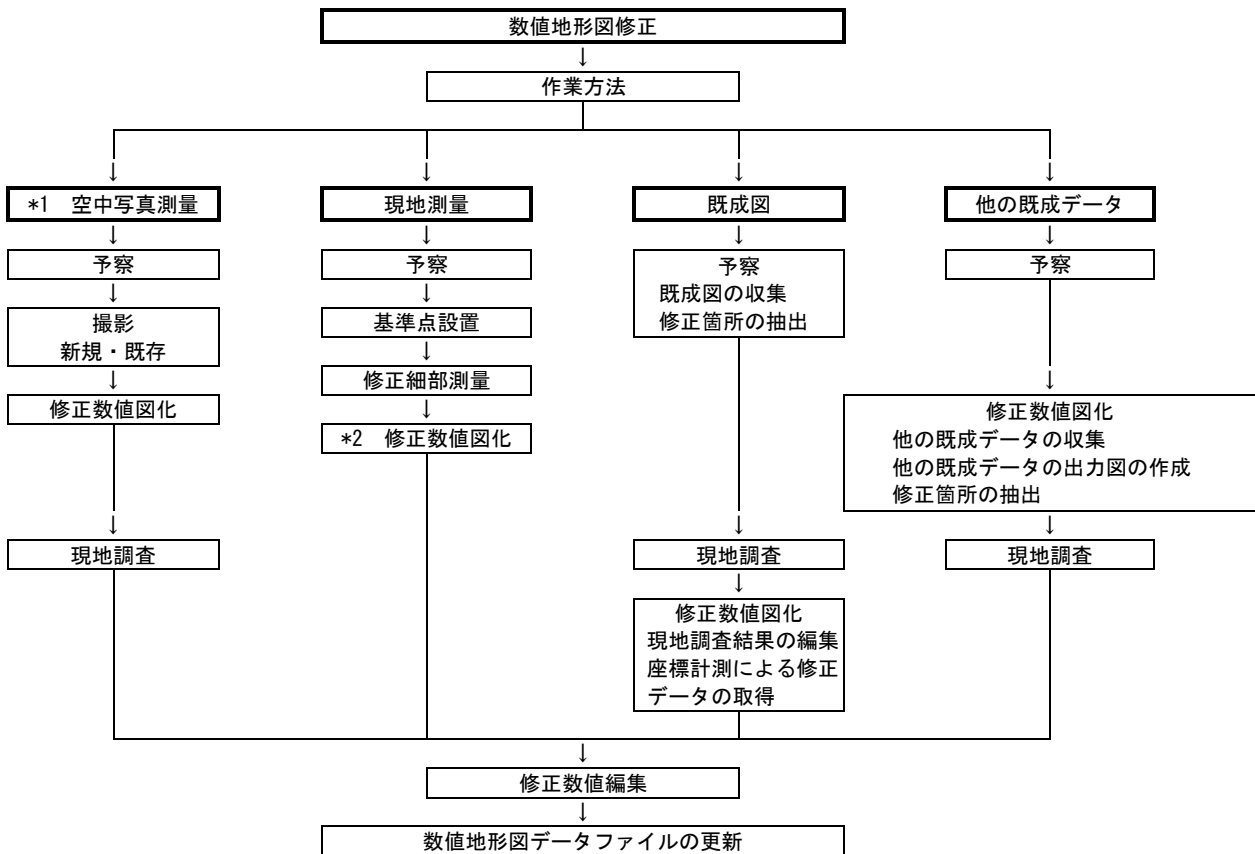 数値地形図修正
↓
作業方法
↓ ↓ ↓ ↓
*1 空中写真測量
↓
予察
↓
撮影
新規・既存
↓
修正数値図化
↓
現地調査
現地測量
↓
予察
↓
基準点設置
↓
修正細部測量
↓
*2 修正数値図化
既成図
↓
予察
既成図の収集
修正箇所の抽出
↓
現地調査
↓
修正数値図化
現地調査結果の編集
座標計測による修正
データの取得
他の既成データ
↓
予察
↓
修正数値図化
他の既成データの収集
他の既成データの出力図の作成
修正箇所の抽出
↓
現地調査
↓
修正数値編集
↓
数値地形図データファイルの更新